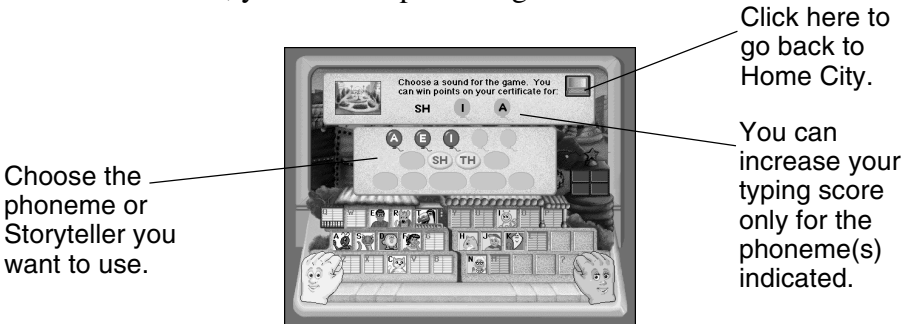 Click here to
go back to
Home City.
Choose a sound for the game. You
can win points on your certificate for:
SH I A
A E I
SH TH
You can
increase your
typing score
only for the
phoneme(s)
indicated.
Choose the
phoneme or
Storyteller you
want to use.
W E R Y U I O
A S D F G H J K
X C V B N M ?